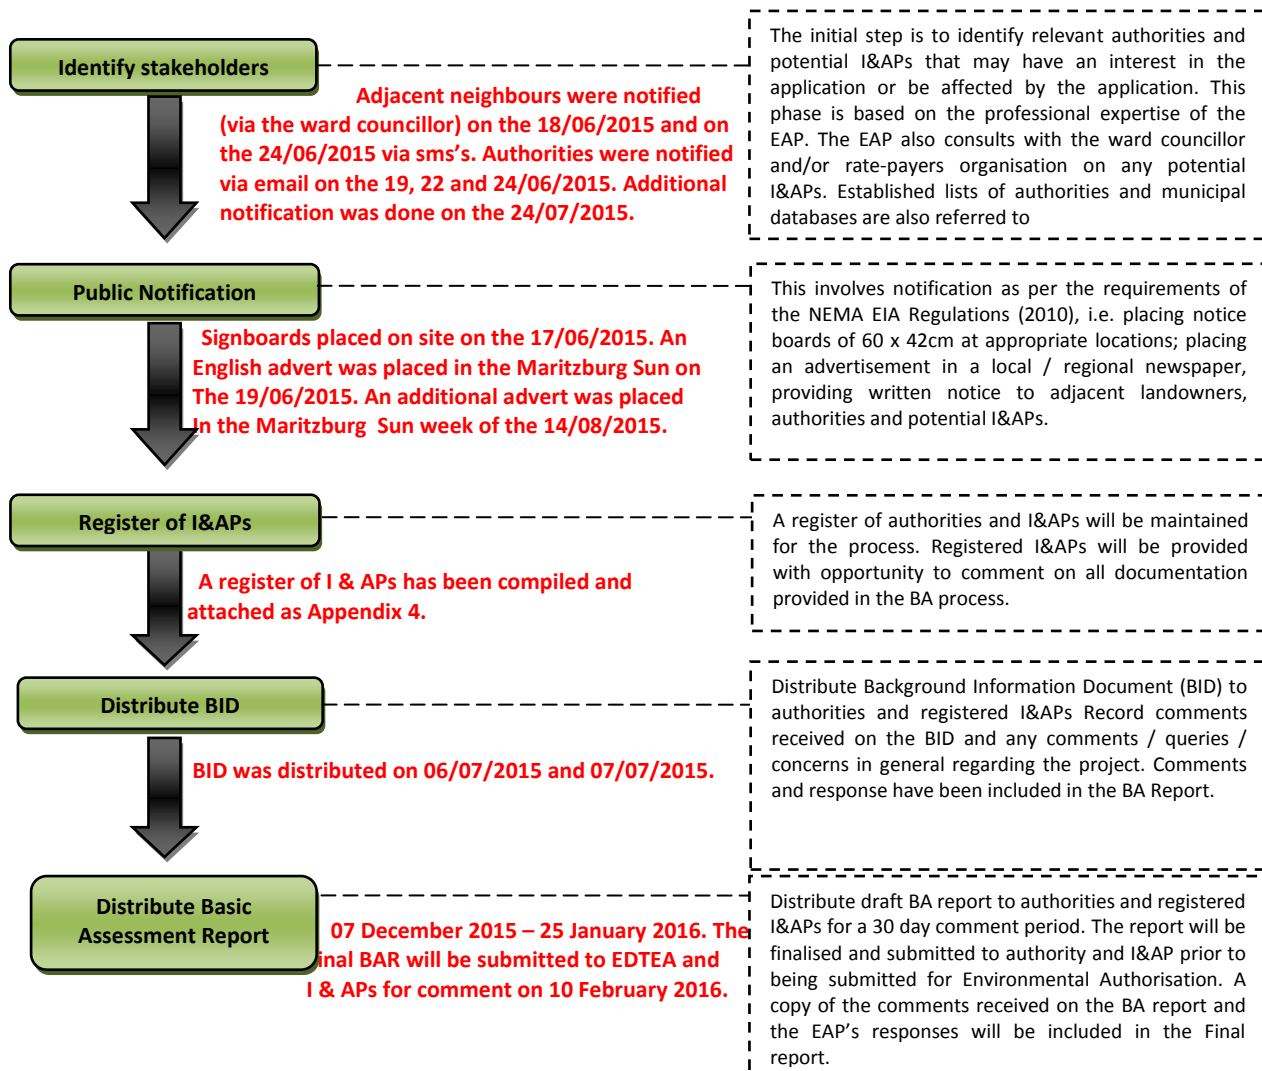 Identify stakeholders
The initial step is to identify relevant authorities and
potential I&APs that may have an interest in the
application or be affected by the application. This
phase is based on the professional expertise of the
EAP. The EAP also consults with the ward councillor
and/or rate-payers organisation on any potential
I&APs. Established lists of authorities and municipal
databases are also referred to
Adjacent neighbours were notified
(via the ward councillor) on the 18/06/2015 and on
the 24/06/2015 via sms's. Authorities were notified
via email on the 19, 22 and 24/06/2015. Additional
notification was done on the 24/07/2015.
Public Notification
This involves notification as per the requirements of
the NEMA EIA Regulations (2010), i.e. placing notice
boards of 60 x 42cm at appropriate locations; placing
an advertisement in a local / regional newspaper,
providing written notice to adjacent landowners,
authorities and potential I&APs.
Signboards placed on site on the 17/06/2015. An
English advert was placed in the Maritzburg Sun on
The 19/06/2015. An additional advert was placed
In the Maritzburg Sun week of the 14/08/2015.
Register of I&APs
A register of authorities and I&APs will be maintained
for the process. Registered I&APs will be provided
with opportunity to comment on all documentation
provided in the BA process.
A register of I & APs has been compiled and
attached as Appendix 4.
Distribute BID
Distribute Background Information Document (BID) to
authorities and registered I&APs Record comments
received on the BID and any comments / queries /
concerns in general regarding the project. Comments
and response have been included in the BA Report.
BID was distributed on 06/07/2015 and 07/07/2015.
Distribute Basic
Assessment Report
Distribute draft BA report to authorities and registered
I&APs for a 30 day comment period. The report will be
finalised and submitted to authority and I&AP prior to
being submitted for Environmental Authorisation. A
copy of the comments received on the BA report and
the EAP's responses will be included in the Final
report.
07 December 2015 – 25 January 2016. The
inal BAR will be submitted to EDTEA and
I & APs for comment on 10 February 2016.